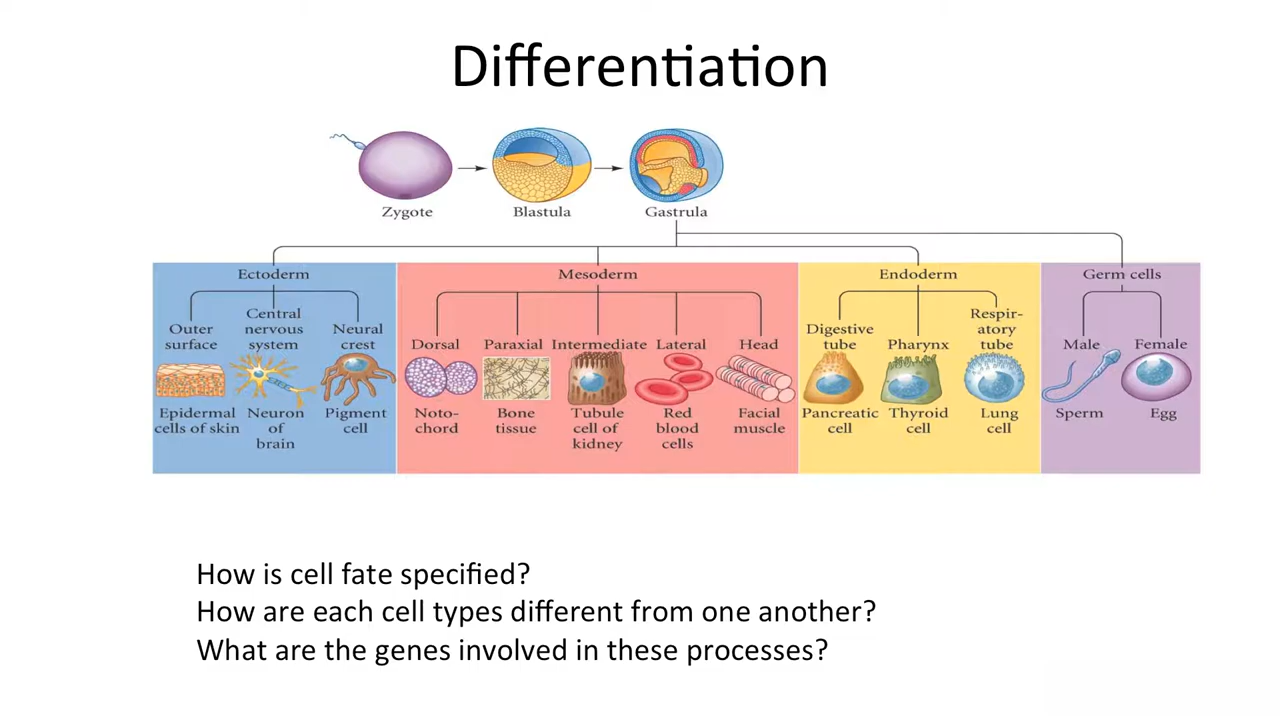 Differentiation
Zygote
Blastula
Gastrula
Ectoderm
Mesoderm
Endoderm
Germ cells
Outer
surface
Central
nervous
system
Neural
crest
Dorsal
Paraxial
Intermediate
Lateral
Head
Digestive
tube
Pharynx
Respir-
atory
tube
Male
Female
Epidermal
cells of skin
Neuron
of
brain
Pigment
cell
Noto-
chord
Bone
tissue
Tubule
cell of
kidney
Red
blood
cells
Facial
muscle
Pancreatic
cell
Thyroid
cell
Lung
cell
Sperm
Egg
How is cell fate specified?
How are each cell types different from one another?
What are the genes involved in these processes?